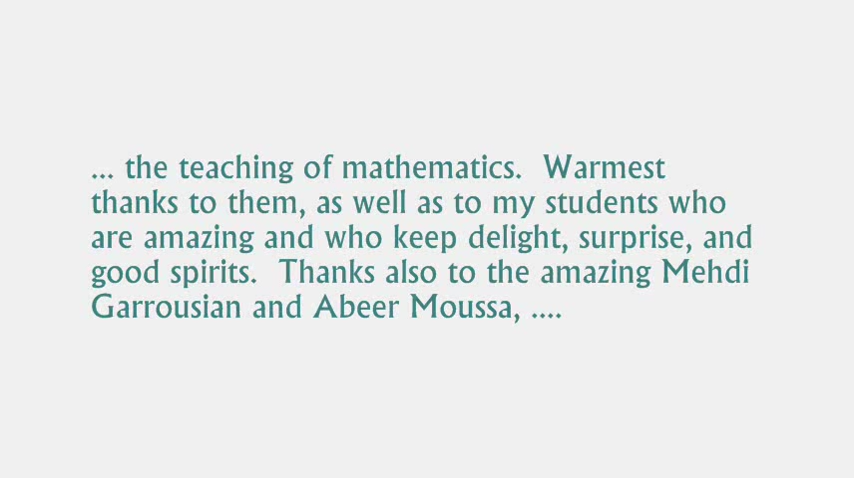 ... the teaching of mathematics.  Warmest
thanks to them, as well as to my students who
are amazing and who keep delight, surprise, and
good spirits.  Thanks also to the amazing Mehdi
Garrousian and Abeer Moussa, ....